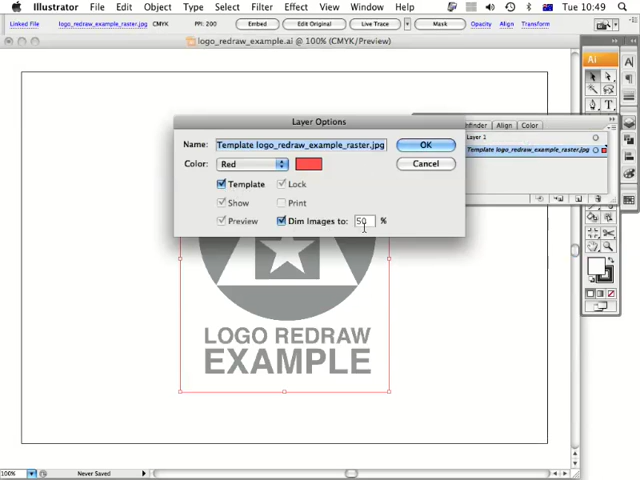 Illustrator File Edit Object Type Select Filter Effect View Window Help Tue 10:49
Linked File logo_redraw_example_raster.jpg CMYK PPI: 200 Embed Edit Original Live Trace Mask Opacity Align Transform
logo_redraw_example.ai @ 100% (CMYK/Preview)
Ai
Layer Options
Name: Template logo_redraw_example_raster.jpg OK
Color: Red Cancel
Template Lock
Show Print
Preview Dim Images to: 50 %
Pathfinder Align Color
Layer 1
Template logo_redraw_example_raster.jpg
LOGO REDRAW
EXAMPLE
100% Never Saved